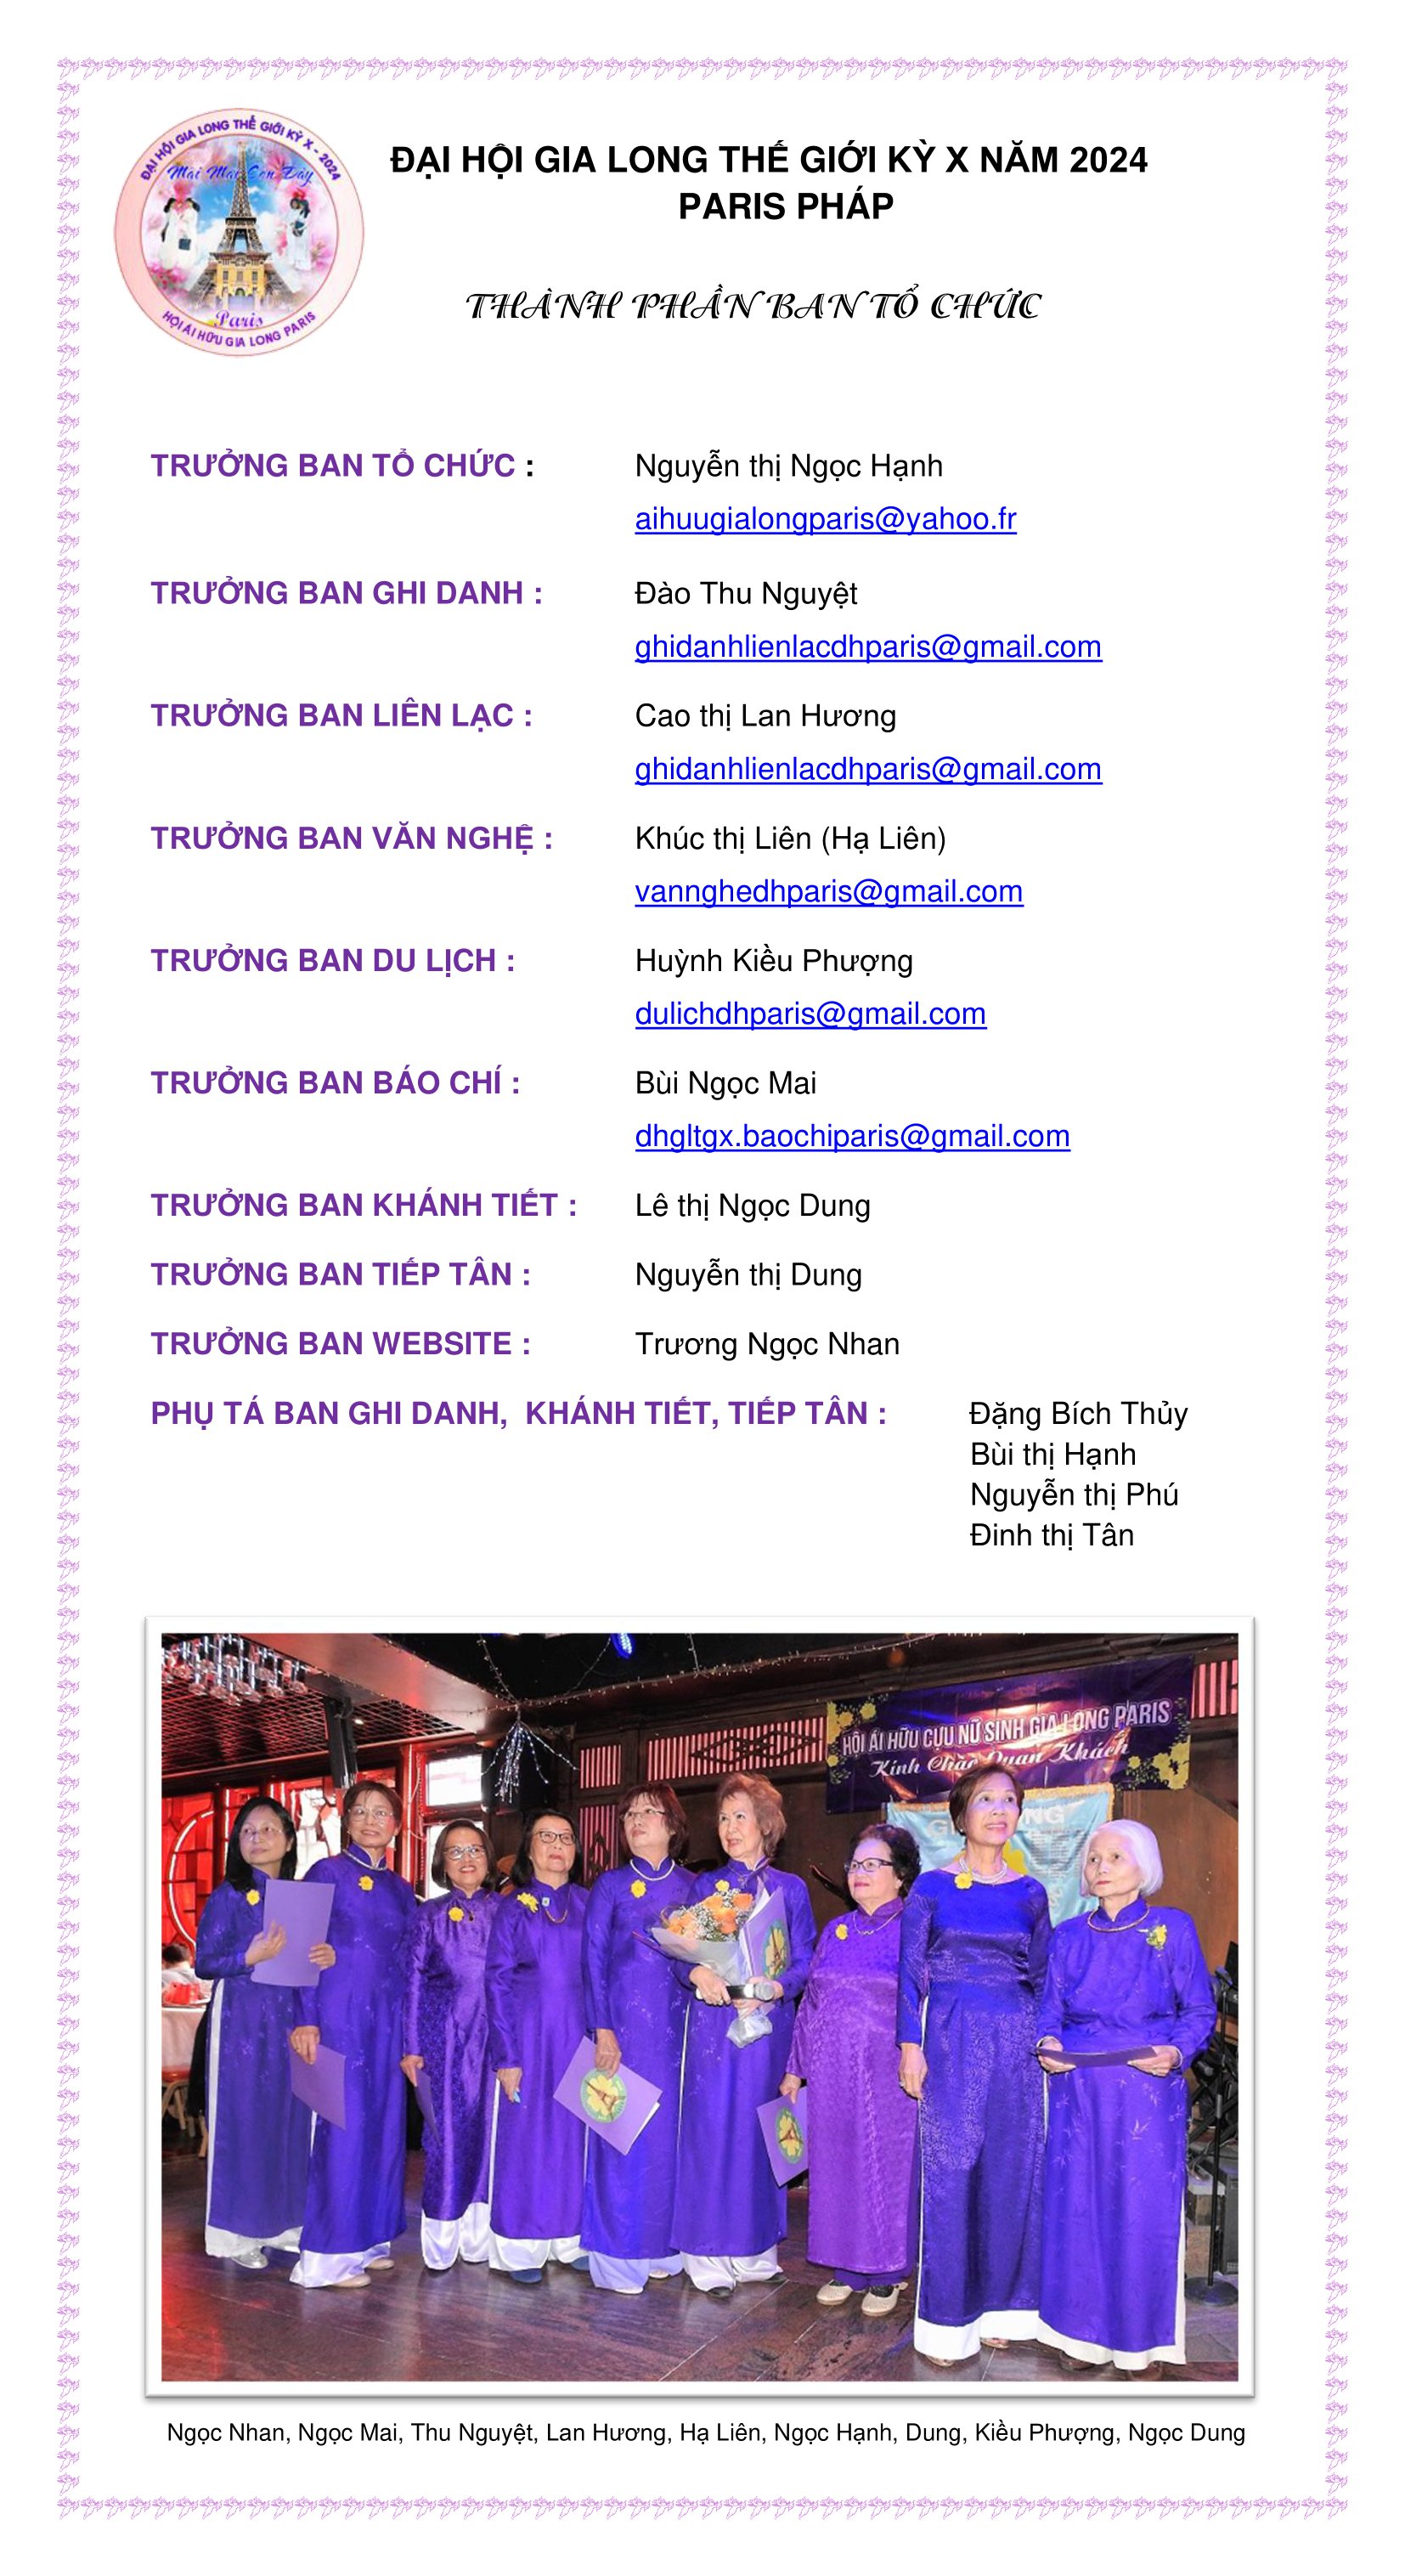 ĐẠI HỘI GIA LONG THẾ GIỚI KỲ X - 2024
Mãi Mãi Còn Đây
Paris
HỘI ÁI HỮU GIA LONG PARIS
ĐẠI HỘI GIA LONG THẾ GIỚI KỲ X NĂM 2024
PARIS PHÁP
THÀNH PHẦN BAN TỔ CHỨC
TRƯỞNG BAN TỔ CHỨC : Nguyễn thị Ngọc Hạnh
aihuugialongparis@yahoo.fr
TRƯỞNG BAN GHI DANH : Đào Thu Nguyệt
ghidanhlienlacdhparis@gmail.com
TRƯỞNG BAN LIÊN LẠC : Cao thị Lan Hương
ghidanhlienlacdhparis@gmail.com
TRƯỞNG BAN VĂN NGHỆ : Khúc thị Liên (Hạ Liên)
vannghedhparis@gmail.com
TRƯỞNG BAN DU LỊCH : Huỳnh Kiều Phượng
dulichdhparis@gmail.com
TRƯỞNG BAN BÁO CHÍ : Bùi Ngọc Mai
dhgltgx.baochiparis@gmail.com
TRƯỞNG BAN KHÁNH TIẾT : Lê thị Ngọc Dung
TRƯỞNG BAN TIẾP TÂN : Nguyễn thị Dung
TRƯỞNG BAN WEBSITE : Trương Ngọc Nhan
PHỤ TÁ BAN GHI DANH, KHÁNH TIẾT, TIẾP TÂN : Đặng Bích Thủy
Bùi thị Hạnh
Nguyễn thị Phú
Đinh thị Tân
HỘI ÁI HỮU CỰU NỮ SINH GIA LONG PARIS
Kính Chào Quan Khách
Ngọc Nhan, Ngọc Mai, Thu Nguyệt, Lan Hương, Hạ Liên, Ngọc Hạnh, Dung, Kiều Phượng, Ngọc Dung